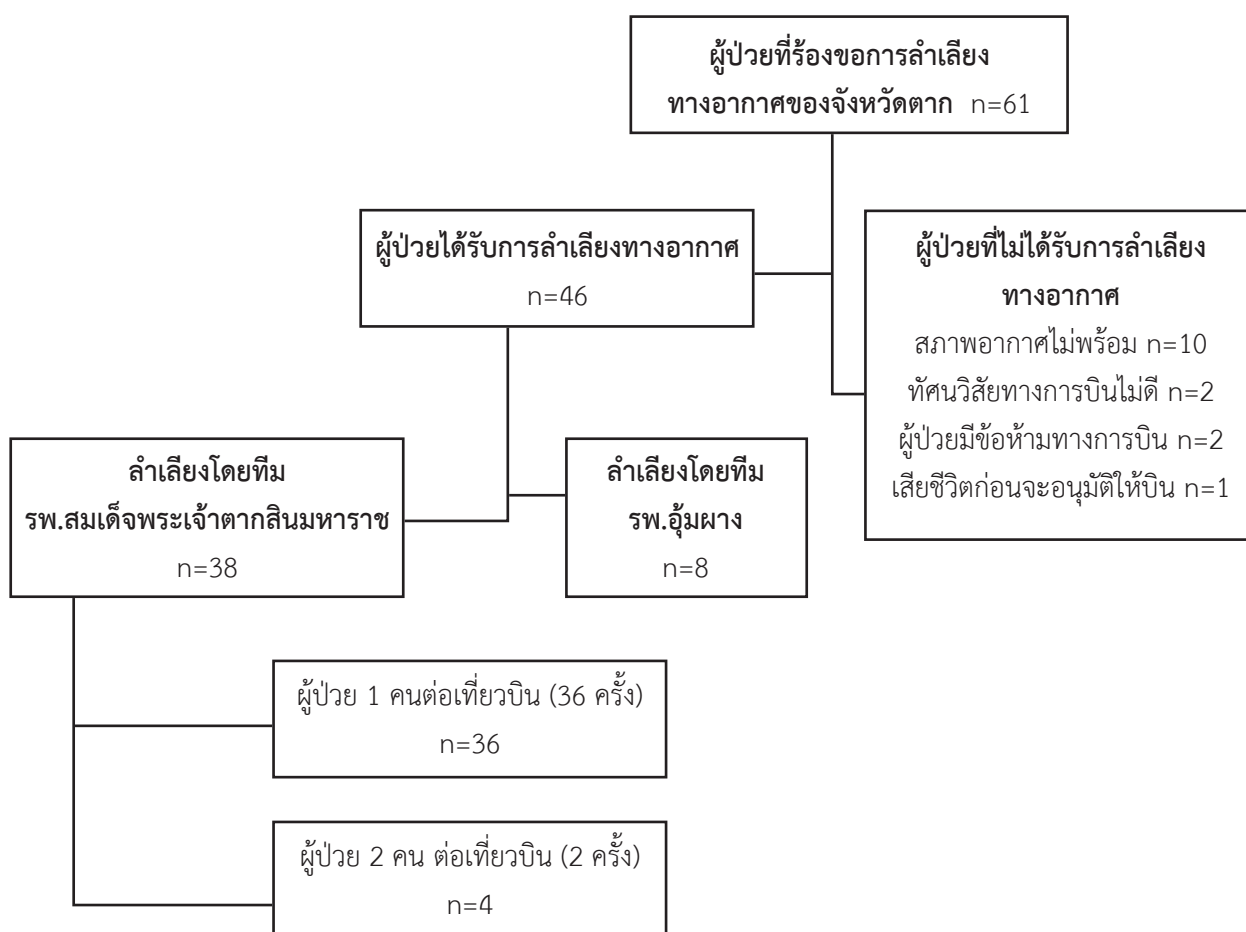 ผู้ป่วยที่ร้องขอการลำเลียง
ทางอากาศของจังหวัดตาก n=61
ผู้ป่วยได้รับการลำเลียงทางอากาศ
n=46
ผู้ป่วยที่ไม่ได้รับการลำเลียง
ทางอากาศ
สภาพอากาศไม่พร้อม n=10
ทัศนวิสัยทางการบินไม่ดี n=2
ผู้ป่วยมีข้อห้ามทางการบิน n=2
เสียชีวิตก่อนจะอนุมัติให้บิน n=1
ลำเลียงโดยทีม
รพ.สมเด็จพระเจ้าตากสินมหาราช
n=38
ลำเลียงโดยทีม
รพ.อุ้มผาง
n=8
ผู้ป่วย 1 คนต่อเที่ยวบิน (36 ครั้ง)
n=36
ผู้ป่วย 2 คน ต่อเที่ยวบิน (2 ครั้ง)
n=4